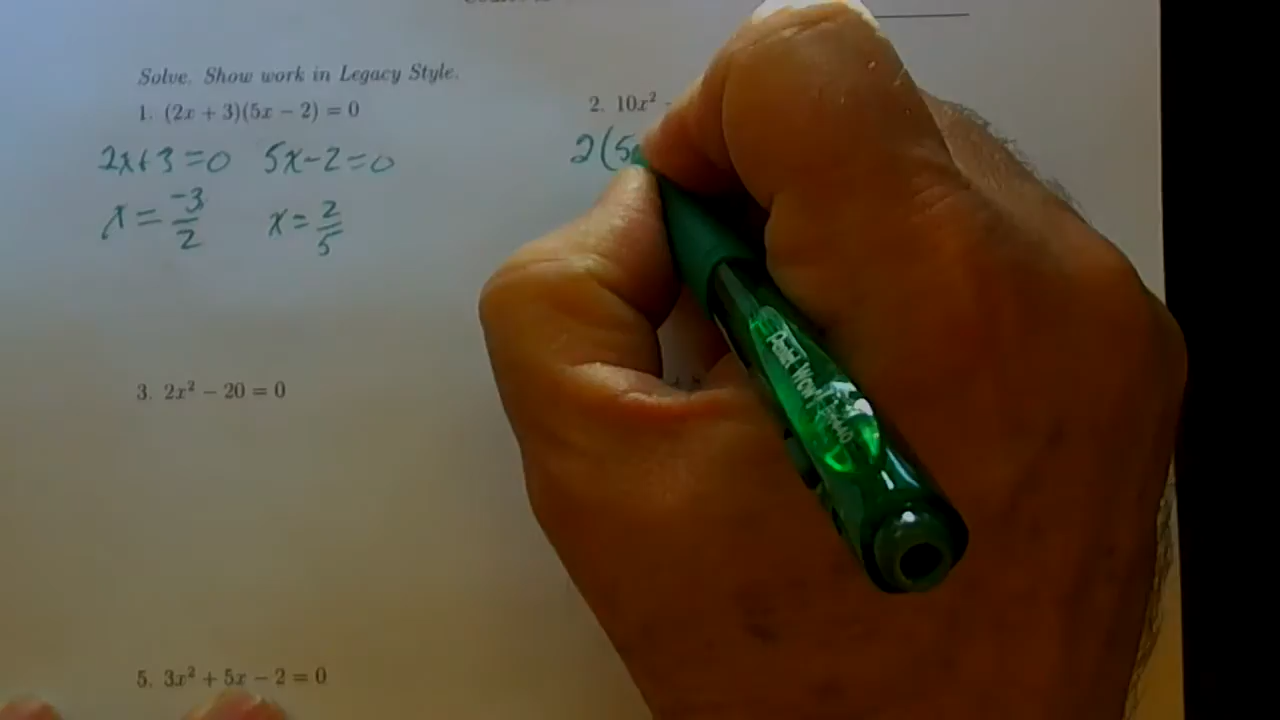 Solve. Show work in Legacy Style.
1. (2x + 3)(5x − 2) = 0
2x+3=0 5x−2=0
x = -3/2 x = 2/5
2. 10x² -
2(5
3. 2x² − 20 = 0
Pentel
5. 3x² + 5x − 2 = 0